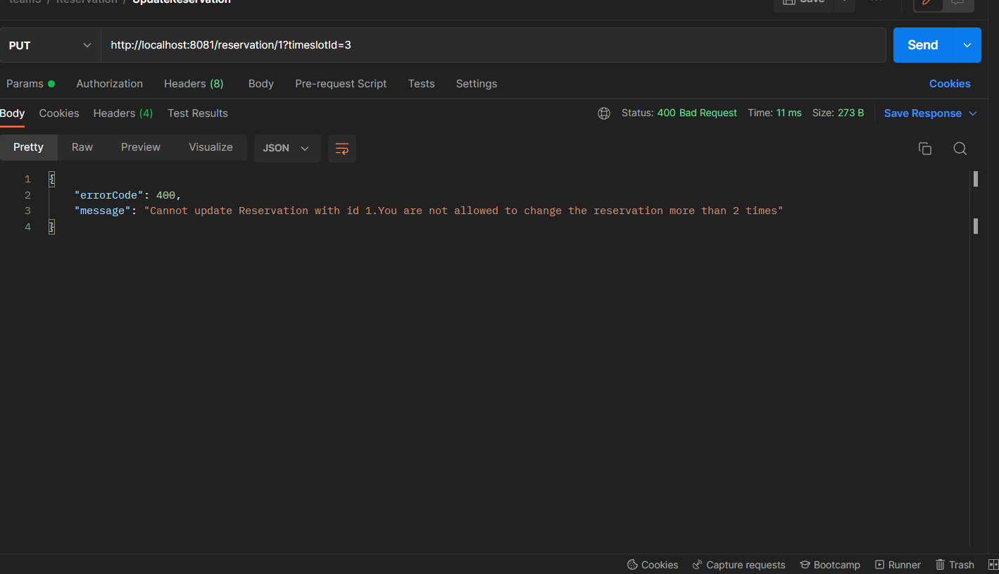 team5 / Reservation / UpdateReservation Save
PUT http://localhost:8081/reservation/1?timeslotId=3 Send
Params Authorization Headers (8) Body Pre-request Script Tests Settings Cookies
Body Cookies Headers (4) Test Results Status: 400 Bad Request Time: 11 ms Size: 273 B Save Response
Pretty Raw Preview Visualize JSON
1 {
2 "errorCode": 400,
3 "message": "Cannot update Reservation with id 1.You are not allowed to change the reservation more than 2 times"
4 }
Cookies Capture requests Bootcamp Runner Trash